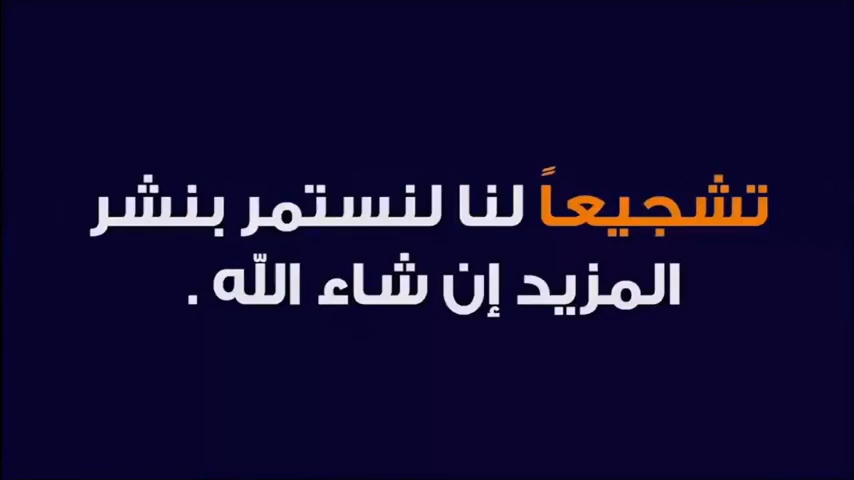 تشجيعاً لنا لنستمر بنشر
المزيد إن شاء الله .